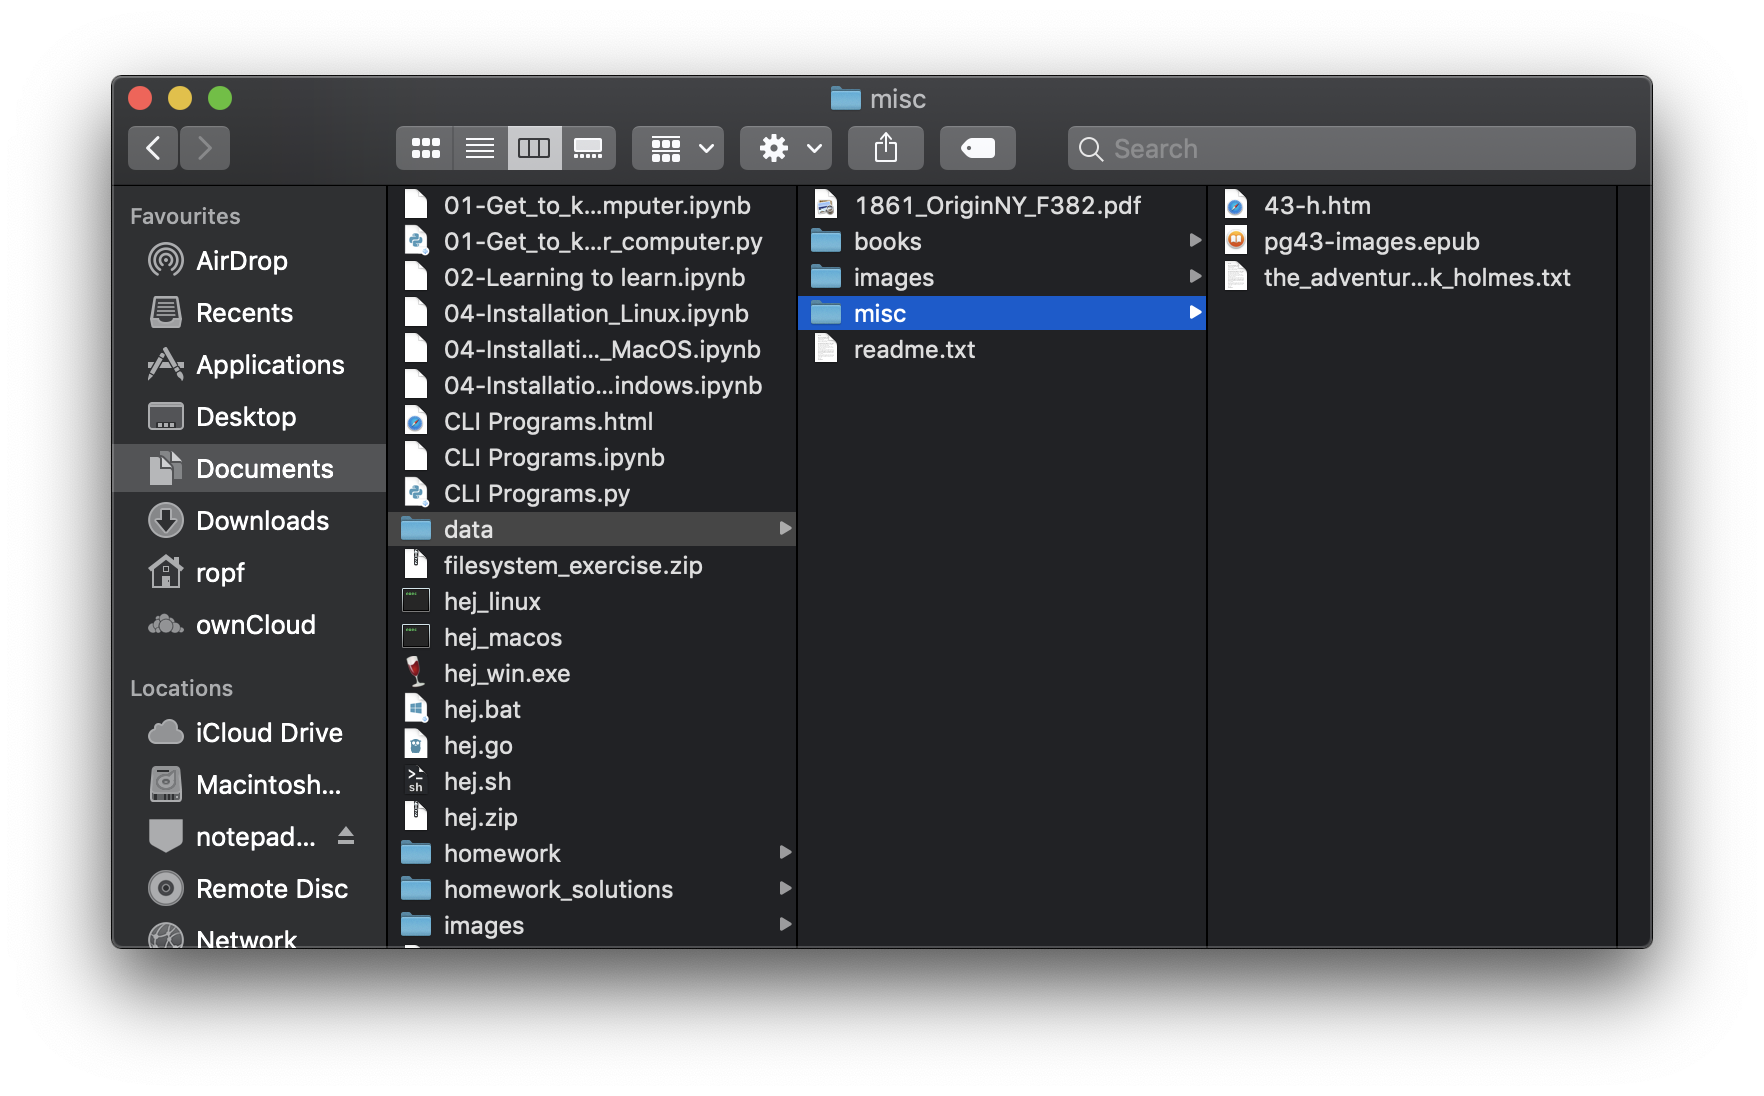 misc
Search
Favourites
AirDrop
Recents
Applications
Desktop
Documents
Downloads
ropf
ownCloud
Locations
iCloud Drive
Macintosh...
notepad...
Remote Disc
Network
01-Get_to_k...mputer.ipynb
01-Get_to_k...r_computer.py
02-Learning to learn.ipynb
04-Installation_Linux.ipynb
04-Installati..._MacOS.ipynb
04-Installatio...indows.ipynb
CLI Programs.html
CLI Programs.ipynb
CLI Programs.py
data
filesystem_exercise.zip
hej_linux
hej_macos
hej_win.exe
hej.bat
hej.go
hej.sh
hej.zip
homework
homework_solutions
images
1861_OriginNY_F382.pdf
books
images
misc
readme.txt
43-h.htm
pg43-images.epub
the_adventur...k_holmes.txt